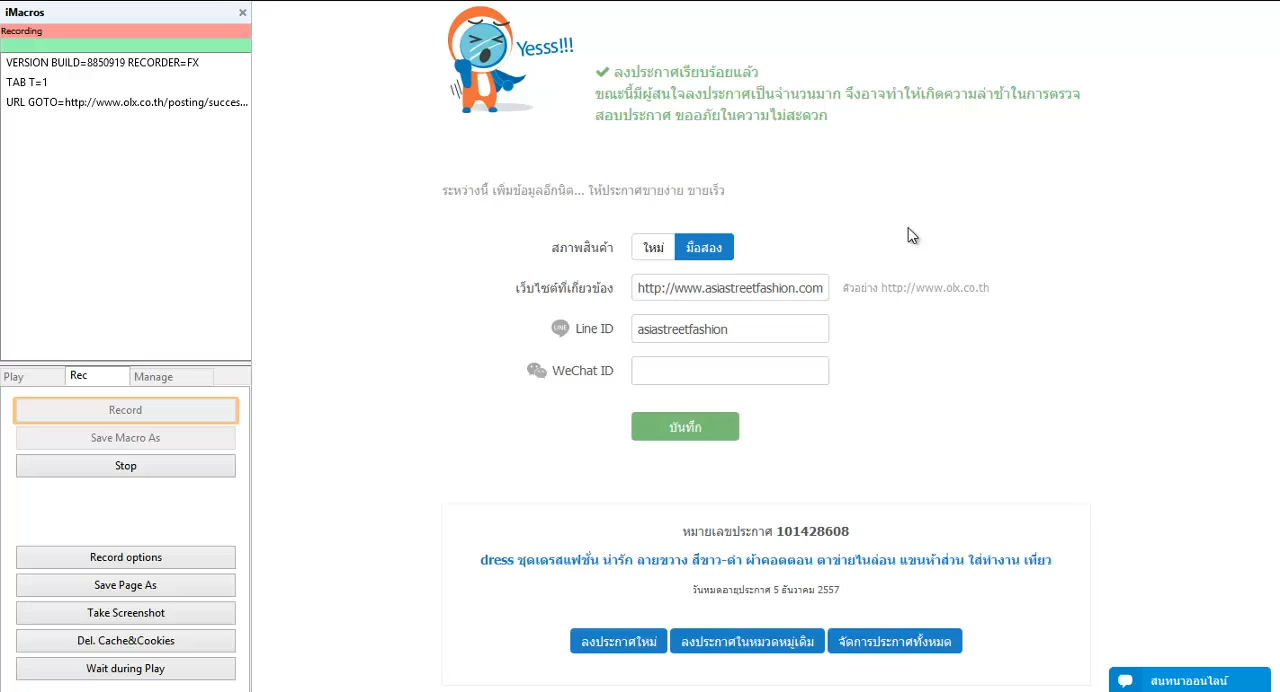 iMacros
Recording
VERSION BUILD=8850919 RECORDER=FX
TAB T=1
URL GOTO=http://www.olx.co.th/posting/succes...
Play
Rec
Manage
Record
Save Macro As
Stop
Record options
Save Page As
Take Screenshot
Del. Cache&Cookies
Wait during Play
Yesss!!!
ลงประกาศเรียบร้อยแล้ว
ขณะนี้มีผู้สนใจลงประกาศเป็นจำนวนมาก จึงอาจทำให้เกิดความล่าช้าในการตรวจ
สอบประกาศ ขออภัยในความไม่สะดวก
ระหว่างนี้ เพิ่มข้อมูลอีกนิด... ให้ประกาศขายง่าย ขายเร็ว
สภาพสินค้า ใหม่ มือสอง
เว็บไซต์ที่เกี่ยวข้อง http://www.asiastreetfashion.com ตัวอย่าง http://www.olx.co.th
LINE Line ID asiastreetfashion
WeChat ID
บันทึก
หมายเลขประกาศ 101428608
dress ชุดเดรสแฟชั่น น่ารัก ลายขวาง สีขาว-ดำ ผ้าคอตตอน ตาข่ายไนล่อน แขนห้าส่วน ใส่ทำงาน เที่ยว
วันหมดอายุประกาศ 5 ธันวาคม 2557
ลงประกาศใหม่ ลงประกาศในหมวดหมู่เดิม จัดการประกาศทั้งหมด
สนทนาออนไลน์